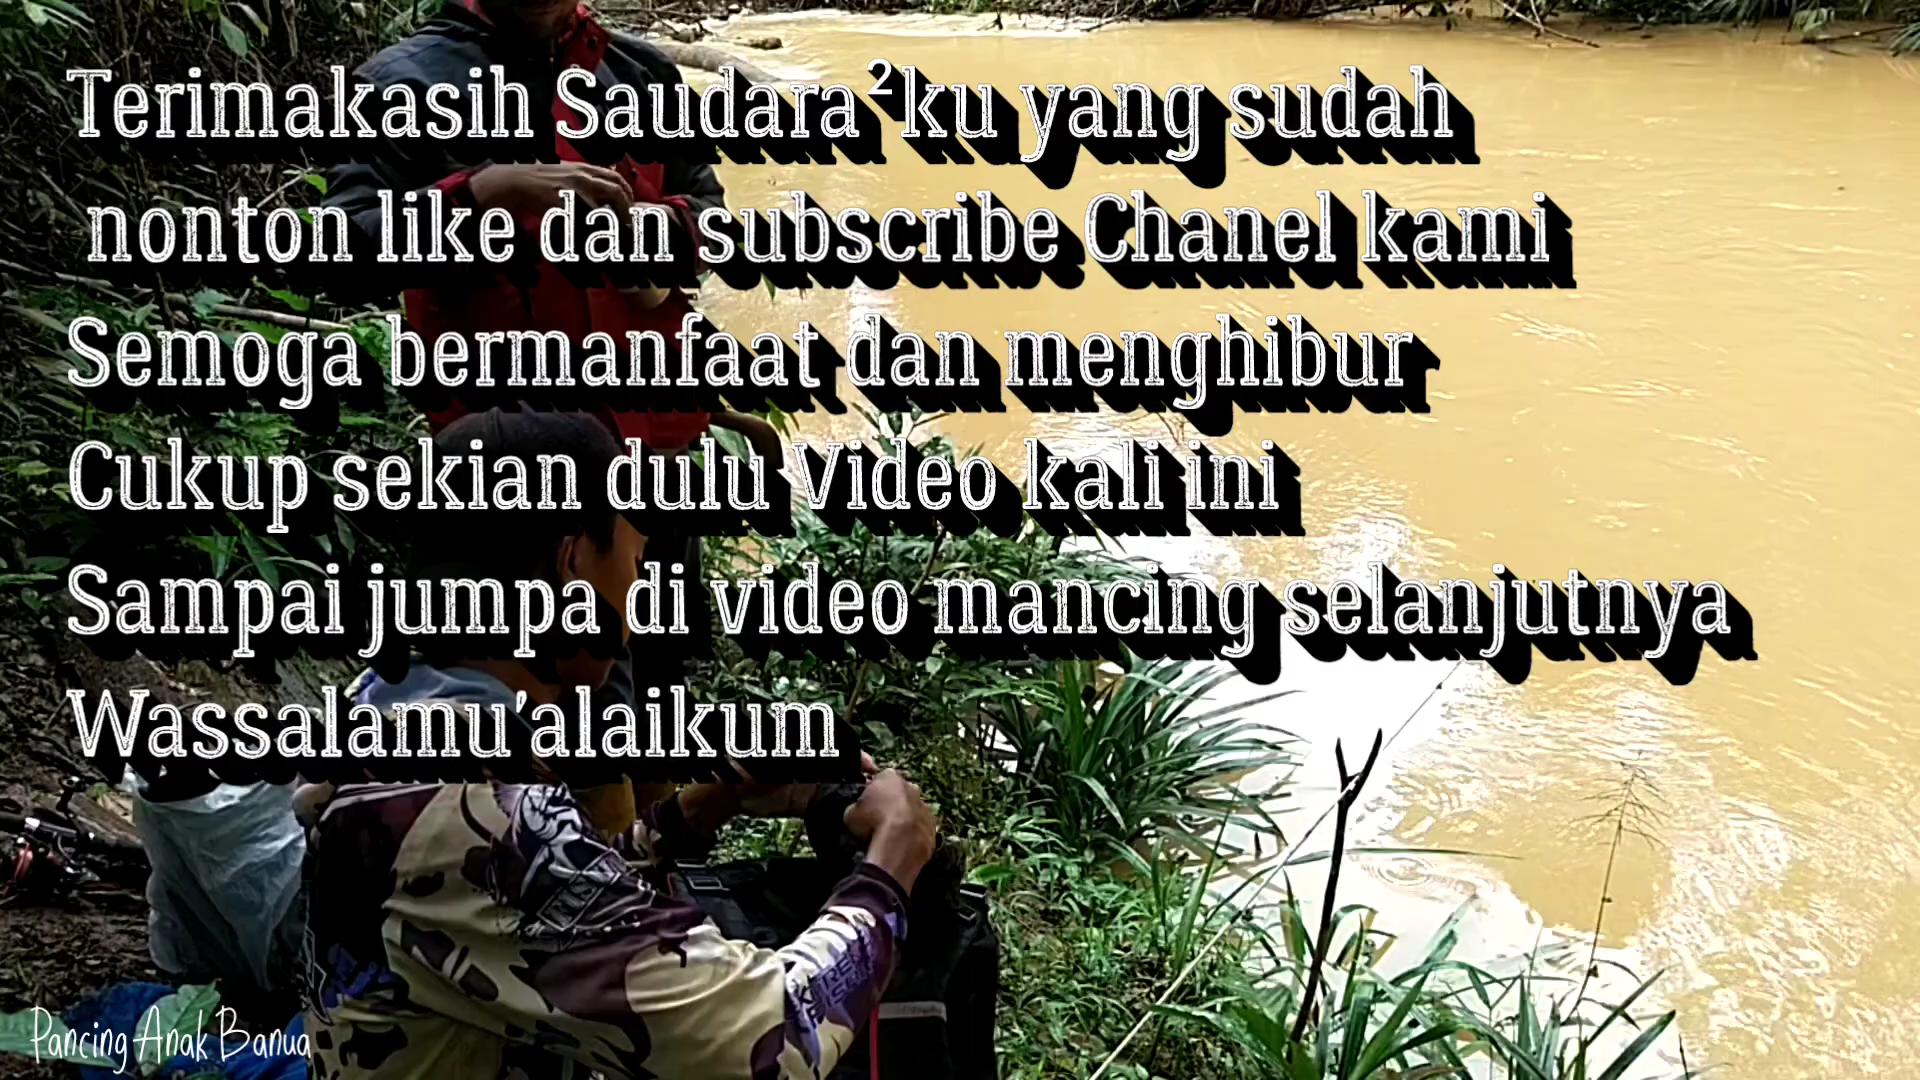 Terimakasih Saudara²ku yang sudah
nonton like dan subscribe Chanel kami
Semoga bermanfaat dan menghibur
Cukup sekian dulu Video kali ini
Sampai jumpa di video mancing selanjutnya
Wassalamu'alaikum
Pancing Anak Banua